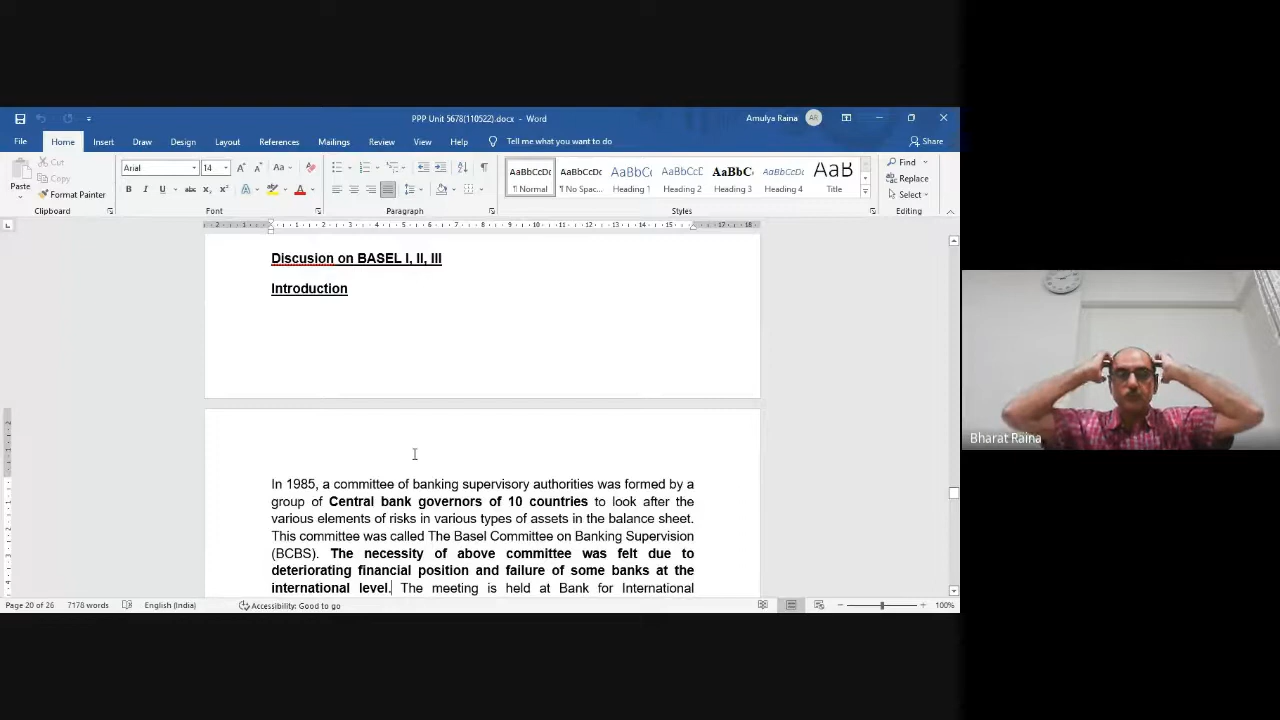 PPP Unit 5678(110522).docx - Word
Amulya Raina
AR
File Home Insert Draw Design Layout References Mailings Review View Help Tell me what you want to do Share
Paste
Cut
Copy
Format Painter
Clipboard
Arial 14
Font
Paragraph
AaBbCcDc AaBbCcDc AaBbC AaBbCcC AaBbC AaBbCcD AaB
¶ Normal ¶ No Spac... Heading 1 Heading 2 Heading 3 Heading 4 Title
Styles
Find
Replace
Select
Editing
Discusion on BASEL I, II, III
Introduction
In 1985, a committee of banking supervisory authorities was formed by a
group of Central bank governors of 10 countries to look after the
various elements of risks in various types of assets in the balance sheet.
This committee was called The Basel Committee on Banking Supervision
(BCBS). The necessity of above committee was felt due to
deteriorating financial position and failure of some banks at the
international level. The meeting is held at Bank for International
Page 20 of 26 7178 words English (India) Accessibility: Good to go 100%
Bharat Raina